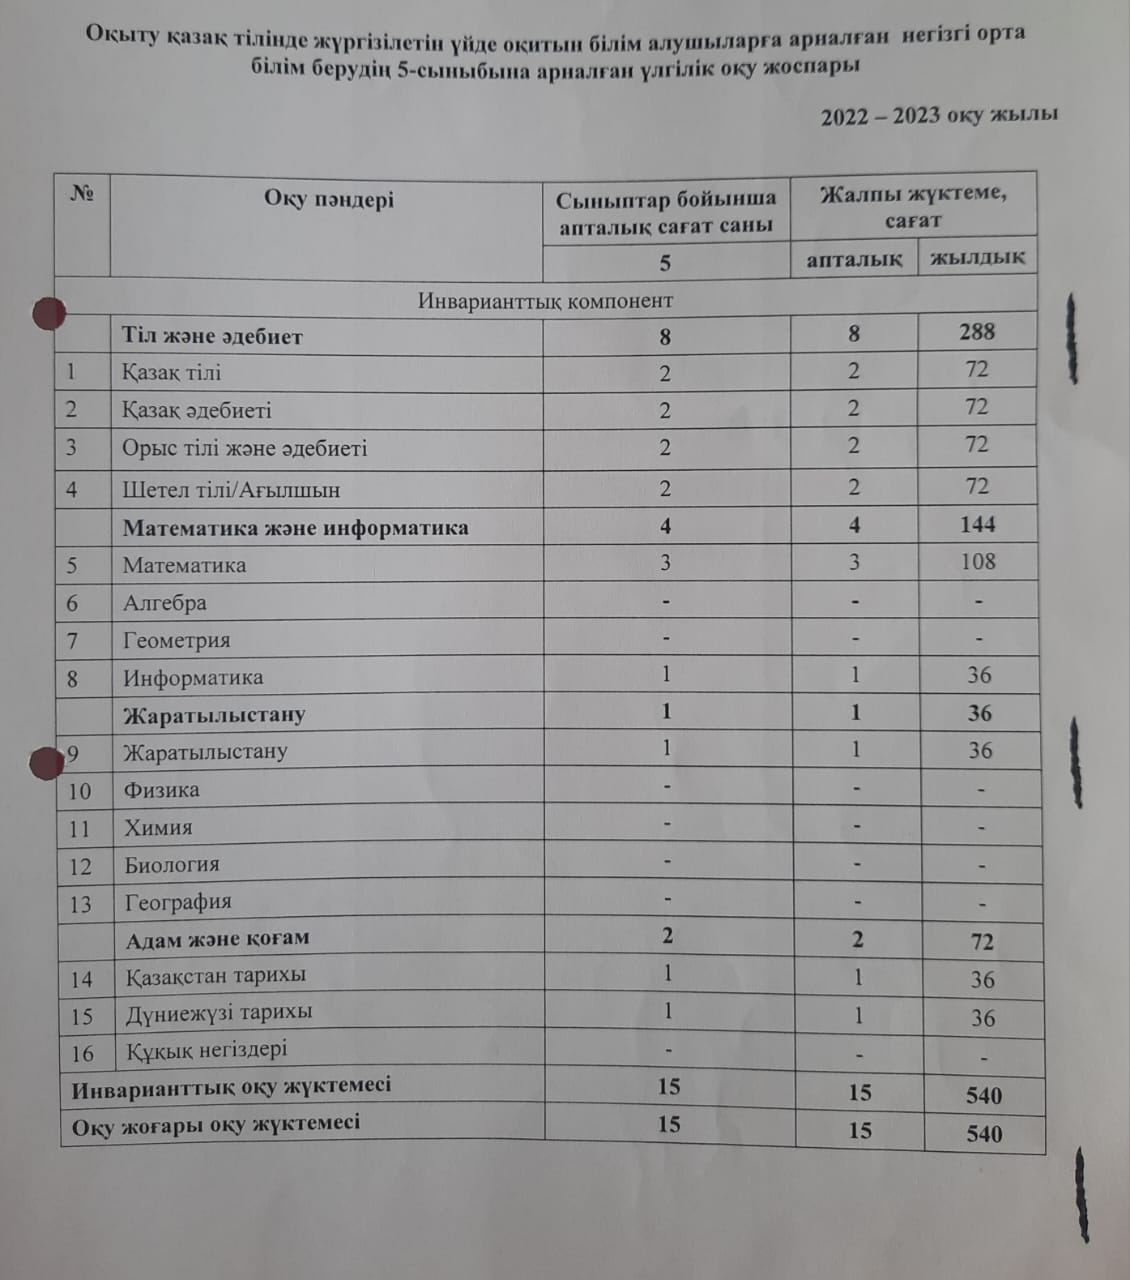 Оқыту қазақ тілінде жүргізілетін үйде оқитын білім алушыларға арналған негізгі орта
білім берудің 5-сыныбына арналған үлгілік оқу жоспары
2022 – 2023 оқу жылы
№ Оқу пәндері Сыныптар бойынша апталық сағат саны Жалпы жүктеме, сағат
5 апталық жылдық
Инварианттық компонент
Тіл және әдебиет 8 8 288
1 Қазақ тілі 2 2 72
2 Қазақ әдебиеті 2 2 72
3 Орыс тілі және әдебиеті 2 2 72
4 Шетел тілі/Ағылшын 2 2 72
Математика және информатика 4 4 144
5 Математика 3 3 108
6 Алгебра - - -
7 Геометрия - - -
8 Информатика 1 1 36
Жаратылыстану 1 1 36
9 Жаратылыстану 1 1 36
10 Физика - - -
11 Химия - - -
12 Биология - - -
13 География - - -
Адам және қоғам 2 2 72
14 Қазақстан тарихы 1 1 36
15 Дүниежүзі тарихы 1 1 36
16 Құқық негіздері - - -
Инварианттық оқу жүктемесі 15 15 540
Оқу жоғары оқу жүктемесі 15 15 540